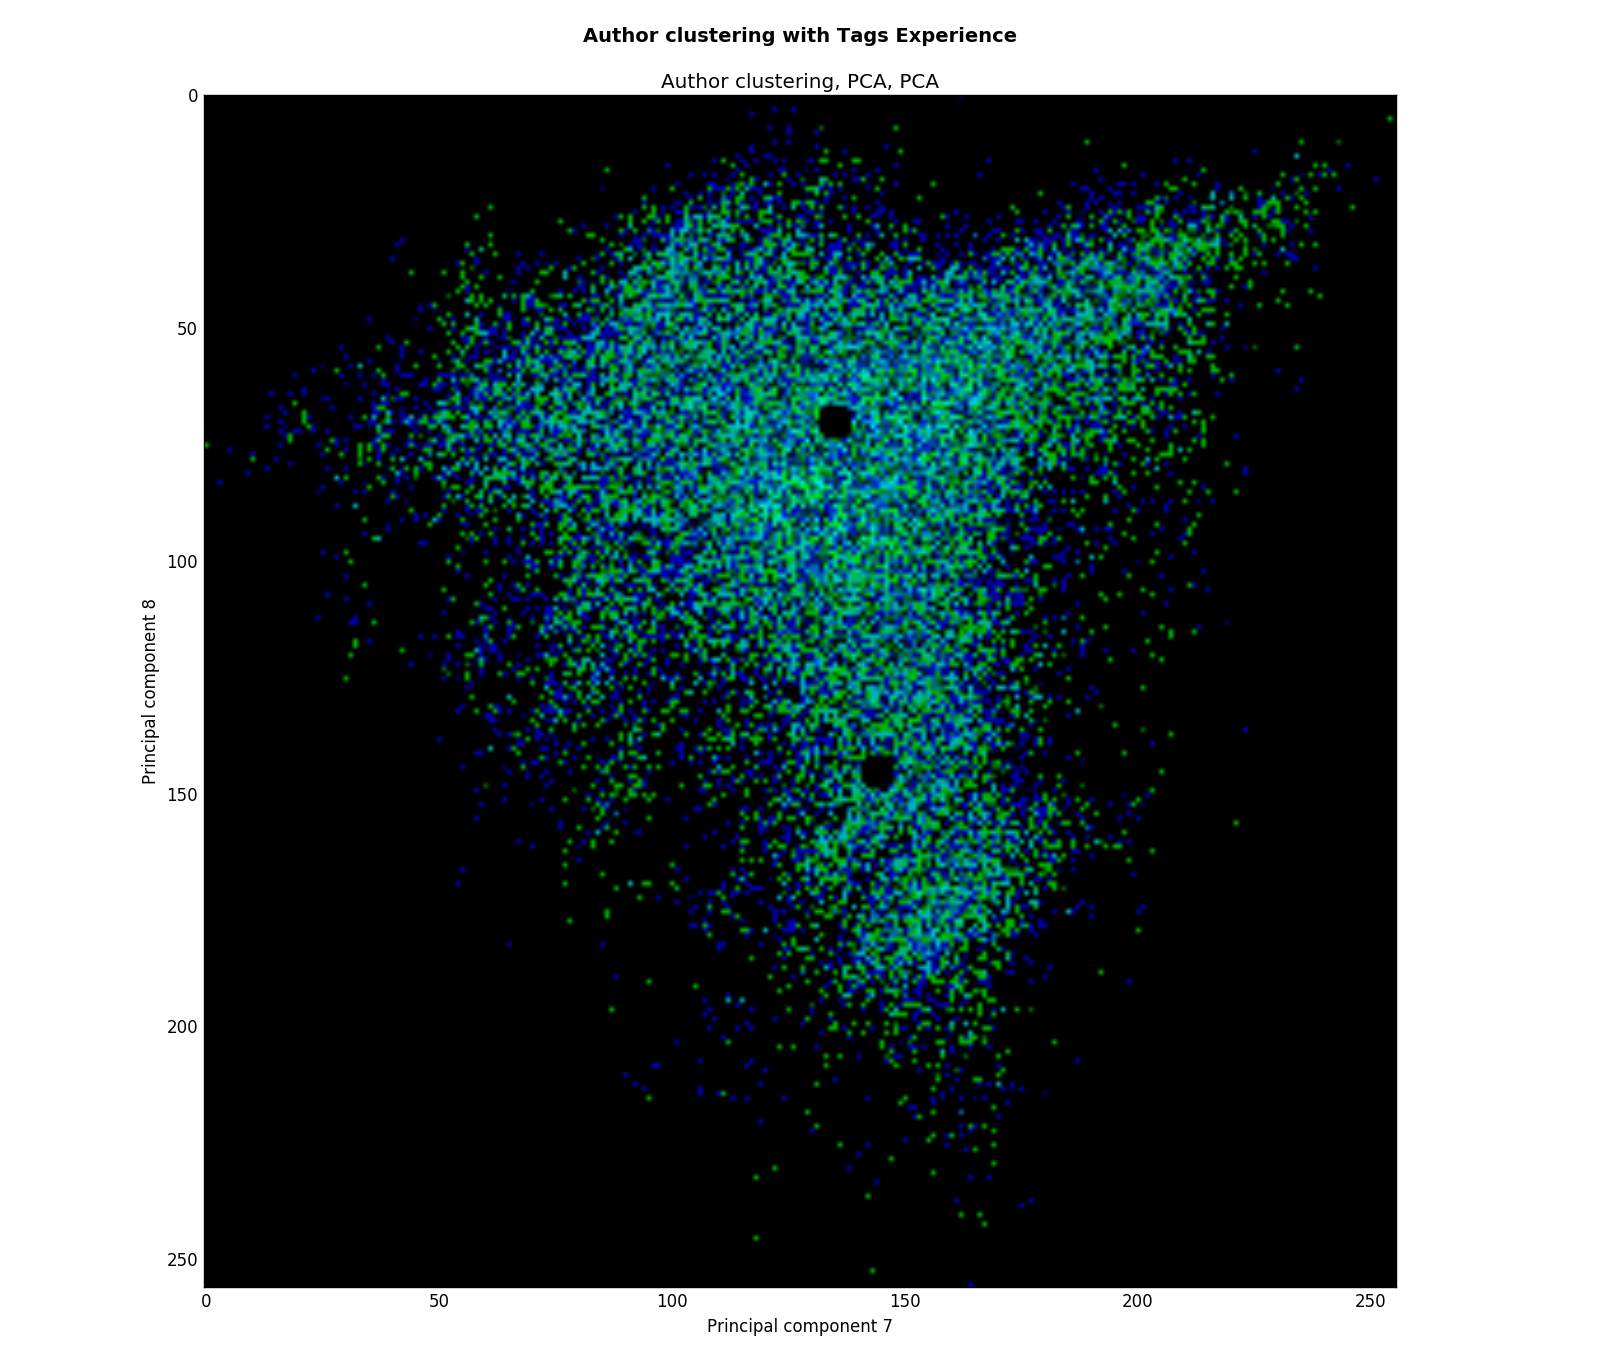 Author clustering with Tags Experience
Author clustering, PCA, PCA
0
50
100
150
200
250
Principal component 8
0 50 100 150 200 250
Principal component 7